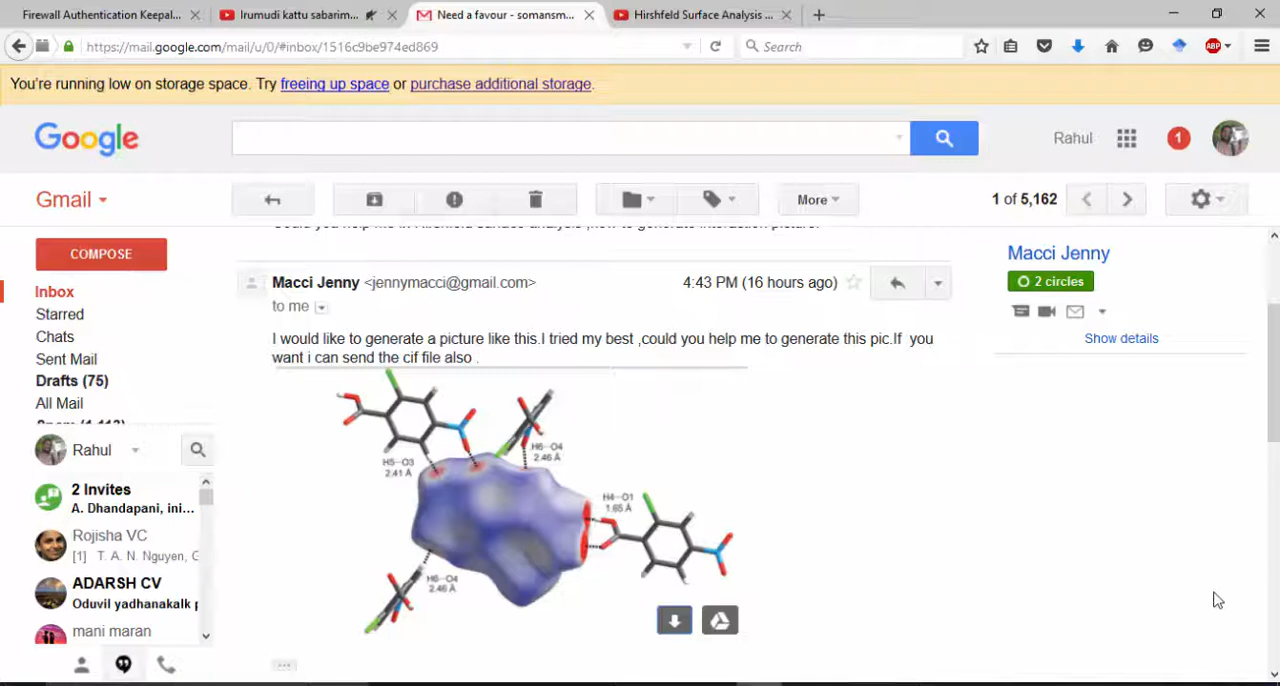 Firewall Authentication Keepal...
Irumudi kattu sabarim...
Need a favour - somansm...
Hirshfeld Surface Analysis ...
https://mail.google.com/mail/u/0/#inbox/1516c9be974ed869
Search
ABP
You're running low on storage space. Try freeing up space or purchase additional storage.
Google
Rahul
1
Gmail
More
1 of 5,162
COMPOSE
Inbox
Starred
Chats
Sent Mail
Drafts (75)
All Mail
Rahul
2 Invites
A. Dhandapani, ini...
Rojisha VC
[1] T. A. N. Nguyen, G
ADARSH CV
Oduvil yadhanakalk p
mani maran
Macci Jenny <jennymacci@gmail.com>
4:43 PM (16 hours ago)
to me
I would like to generate a picture like this.I tried my best ,could you help me to generate this pic.If you
want i can send the cif file also .
H5···O3
2.41 Å
H6···O4
2.46 Å
H4···O1
1.65 Å
H6···O4
2.46 Å
Macci Jenny
2 circles
Show details